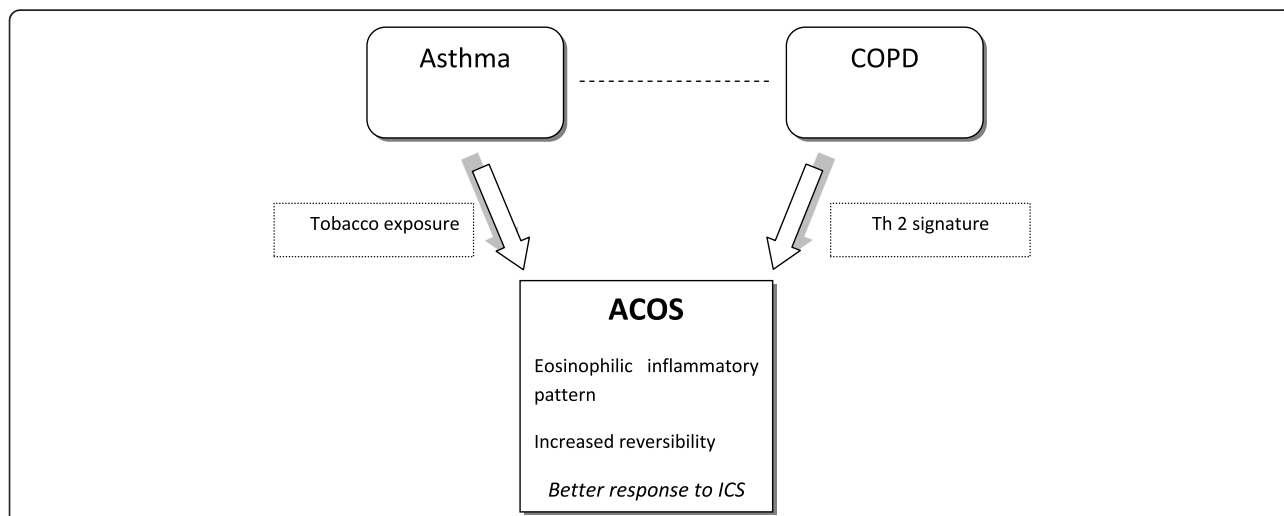 Asthma
COPD
Tobacco exposure
Th 2 signature
ACOS
Eosinophilic inflammatory
pattern
Increased reversibility
Better response to ICS